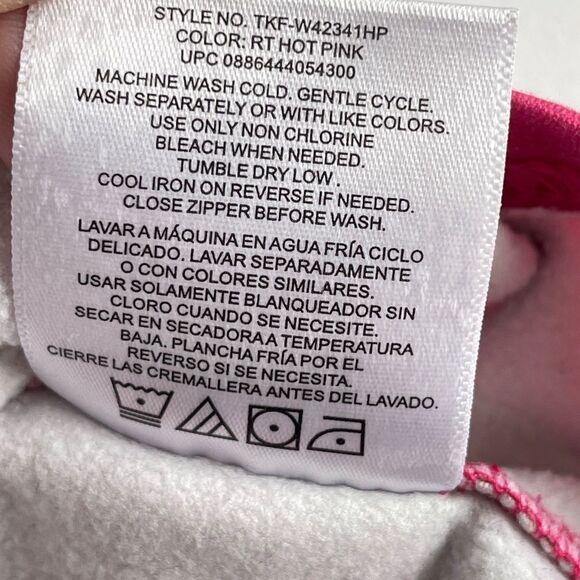 STYLE NO. TKF-W42341HP
COLOR: RT HOT PINK
UPC 0886444054300
MACHINE WASH COLD. GENTLE CYCLE.
WASH SEPARATELY OR WITH LIKE COLORS.
USE ONLY NON CHLORINE
BLEACH WHEN NEEDED.
TUMBLE DRY LOW.
COOL IRON ON REVERSE IF NEEDED.
CLOSE ZIPPER BEFORE WASH.
LAVAR A MÁQUINA EN AGUA FRÍA CICLO
DELICADO. LAVAR SEPARADAMENTE
O CON COLORES SIMILARES.
USAR SOLAMENTE BLANQUEADOR SIN
CLORO CUANDO SE NECESITE.
SECAR EN SECADORA A TEMPERATURA
BAJA. PLANCHA FRÍA POR EL
REVERSO SI SE NECESITA.
CIERRE LAS CREMALLERA ANTES DEL LAVADO.